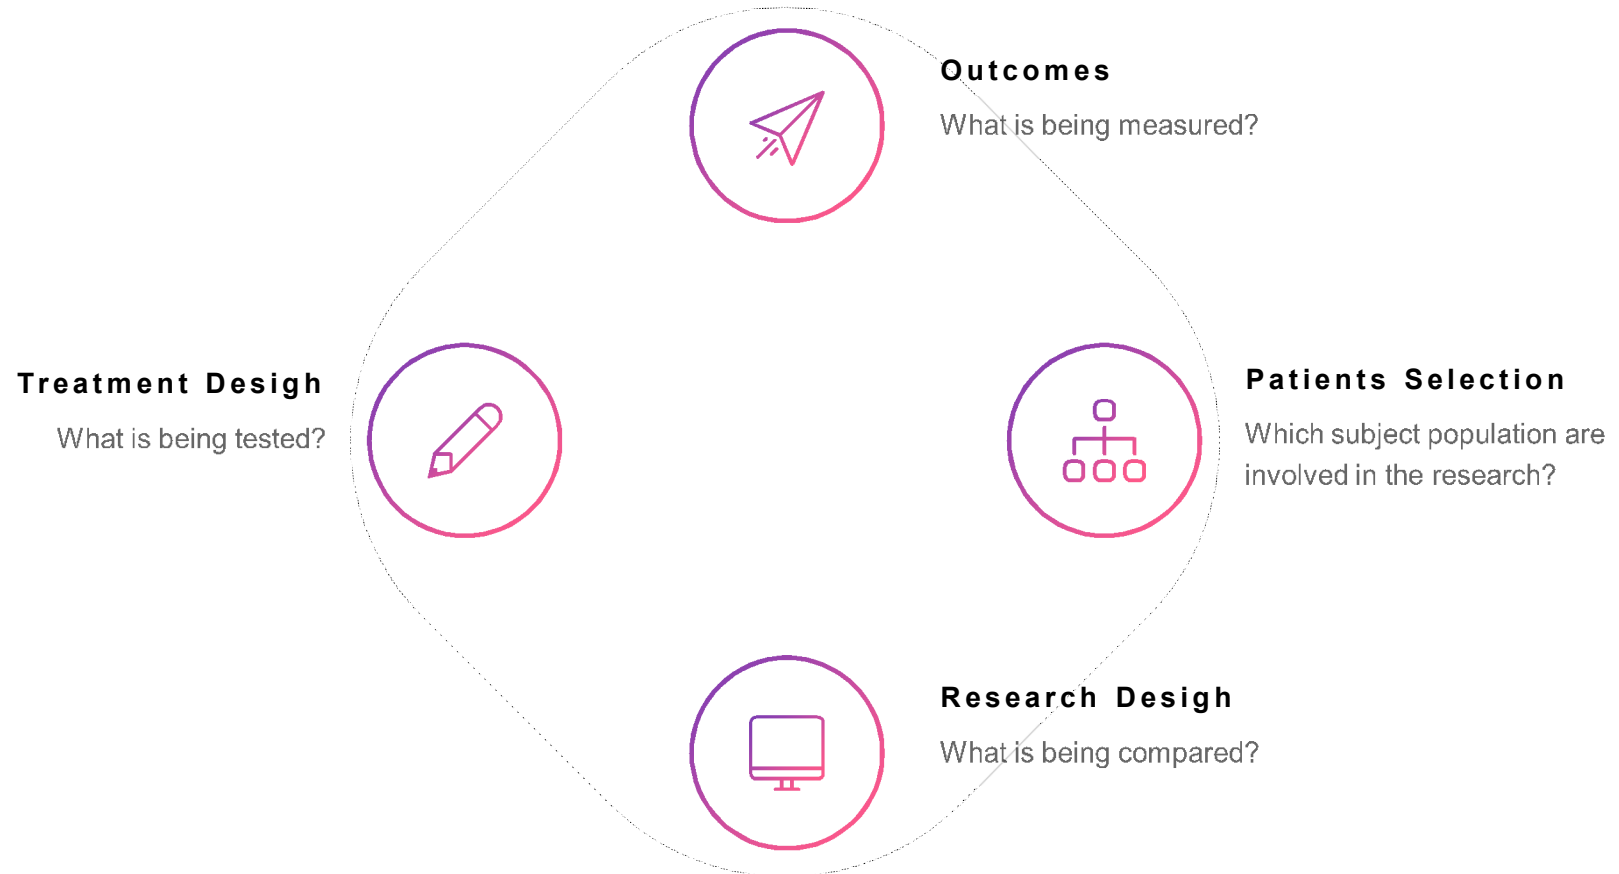 Outcomes
What is being measured?
Treatment Desigh
What is being tested?
Patients Selection
Which subject population are
involved in the research?
Research Desigh
What is being compared?